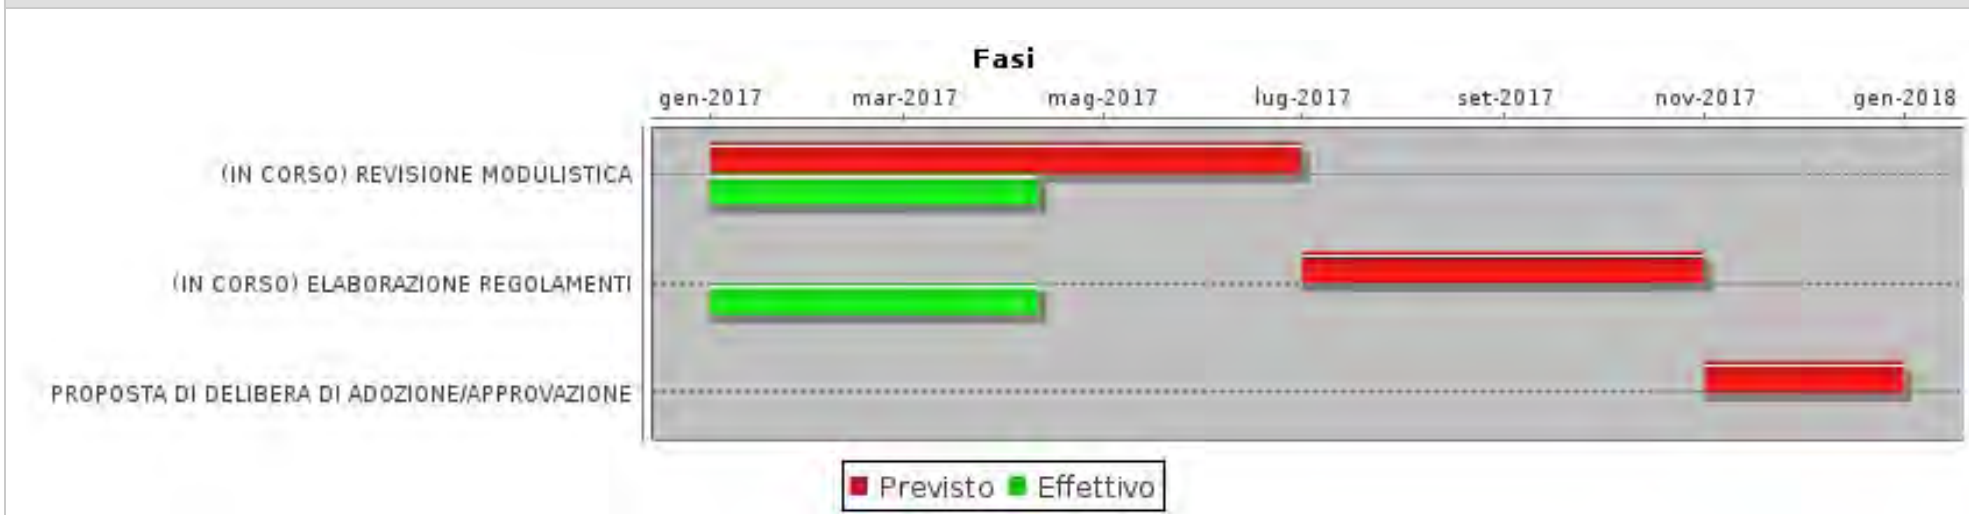 Fasi
gen-2017 mar-2017 mag-2017 lug-2017 set-2017 nov-2017 gen-2018
(IN CORSO) REVISIONE MODULISTICA
(IN CORSO) ELABORAZIONE REGOLAMENTI
PROPOSTA DI DELIBERA DI ADOZIONE/APPROVAZIONE
Previsto Effettivo